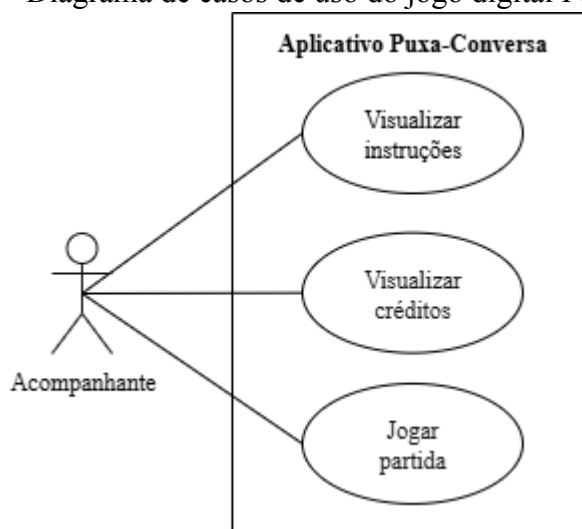 Diagrama de casos de uso do jogo digital
Aplicativo Puxa-Conversa
Visualizar
instruções
Visualizar
créditos
Acompanhante
Jogar
partida